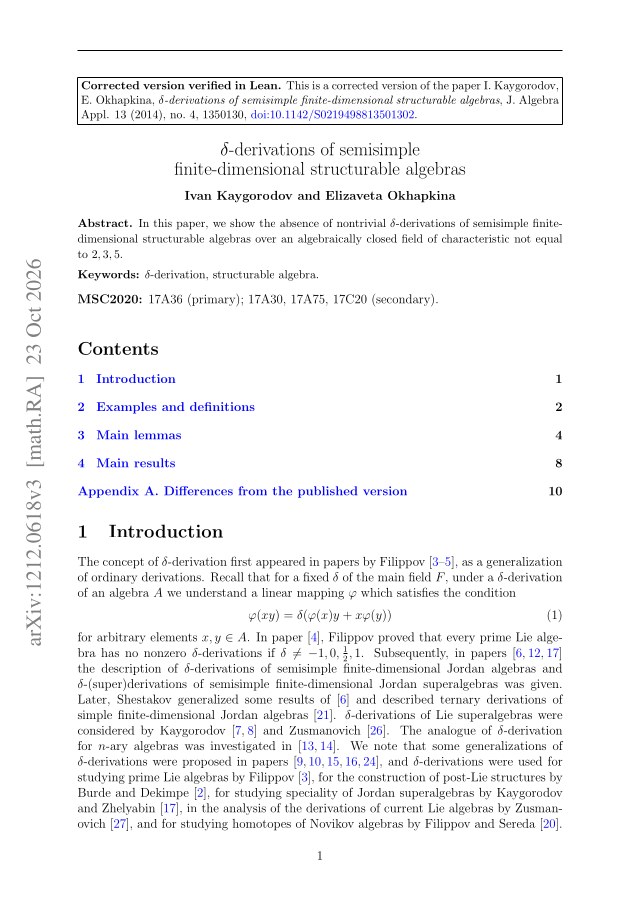 Corrected version verified in Lean. This is a corrected version of the paper I. Kaygorodov,
E. Okhapkina, δ-derivations of semisimple finite-dimensional structurable algebras, J. Algebra
Appl. 13 (2014), no. 4, 1350130, doi:10.1142/S0219498813501302.
δ-derivations of semisimple
finite-dimensional structurable algebras
Ivan Kaygorodov and Elizaveta Okhapkina
Abstract. In this paper, we show the absence of nontrivial δ-derivations of semisimple finite-
dimensional structurable algebras over an algebraically closed field of characteristic not equal
to 2, 3, 5.
Keywords: δ-derivation, structurable algebra.
MSC2020: 17A36 (primary); 17A30, 17A75, 17C20 (secondary).
Contents
1 Introduction 1
2 Examples and definitions 2
3 Main lemmas 4
4 Main results 8
Appendix A. Differences from the published version 10
1 Introduction
The concept of δ-derivation first appeared in papers by Filippov [3–5], as a generalization
of ordinary derivations. Recall that for a fixed δ of the main field F, under a δ-derivation
of an algebra A we understand a linear mapping φ which satisfies the condition
φ(xy) = δ(φ(x)y + xφ(y)) (1)
for arbitrary elements x, y ∈ A. In paper [4], Filippov proved that every prime Lie alge-
bra has no nonzero δ-derivations if δ ≠ −1, 0, 1/2, 1. Subsequently, in papers [6, 12, 17]
the description of δ-derivations of semisimple finite-dimensional Jordan algebras and
δ-(super)derivations of semisimple finite-dimensional Jordan superalgebras was given.
Later, Shestakov generalized some results of [6] and described ternary derivations of
simple finite-dimensional Jordan algebras [21]. δ-derivations of Lie superalgebras were
considered by Kaygorodov [7, 8] and Zusmanovich [26]. The analogue of δ-derivation
for n-ary algebras was investigated in [13, 14]. We note that some generalizations of
δ-derivations were proposed in papers [9, 10, 15, 16, 24], and δ-derivations were used for
studying prime Lie algebras by Filippov [3], for the construction of post-Lie structures by
Burde and Dekimpe [2], for studying speciality of Jordan superalgebras by Kaygorodov
and Zhelyabin [17], in the analysis of the derivations of current Lie algebras by Zusman-
ovich [27], and for studying homotopes of Novikov algebras by Filippov and Sereda [20].
1
arXiv:1212.0618v3 [math.RA] 23 Oct 2026